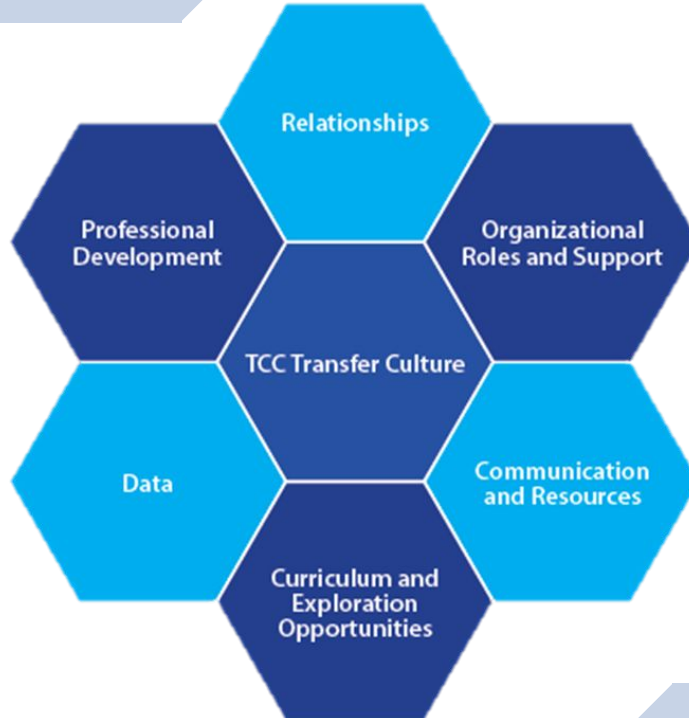 Relationships
Professional
Development
Organizational
Roles and Support
TCC Transfer Culture
Data
Communication
and Resources
Curriculum and
Exploration
Opportunities